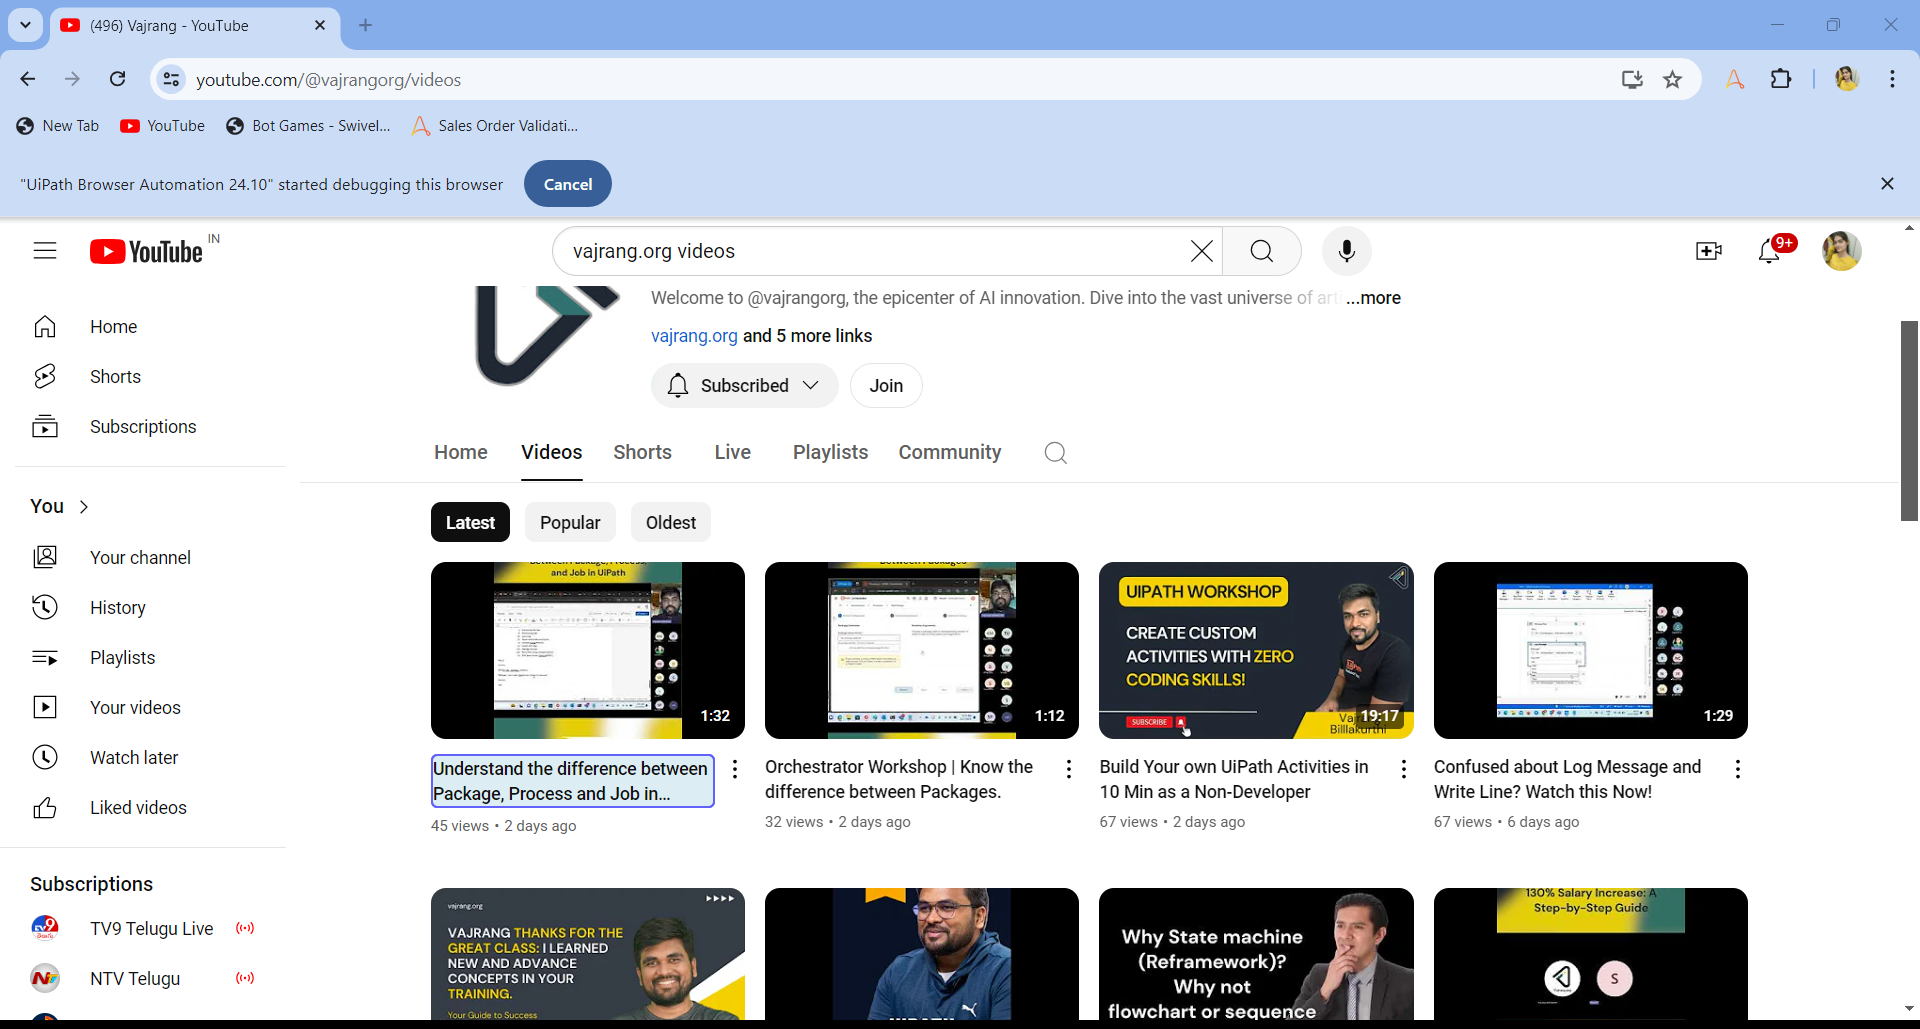 (496) Vajrang - YouTube
youtube.com/@vajrangorg/videos
New Tab
YouTube
Bot Games - Swivel...
Sales Order Validati...
"UiPath Browser Automation 24.10" started debugging this browser
Cancel
YouTube IN
vajrang.org videos
9+
Home
Shorts
Subscriptions
You
Your channel
History
Playlists
Your videos
Watch later
Liked videos
Subscriptions
TV9 Telugu Live
NTV Telugu
Welcome to @vajrangorg, the epicenter of AI innovation. Dive into the vast universe of arti ...more
vajrang.org and 5 more links
Subscribed
Join
Home
Videos
Shorts
Live
Playlists
Community
Latest
Popular
Oldest
Between Package, Process,
and Job in UiPath
1:32
Understand the difference between
Package, Process and Job in...
45 views • 2 days ago
Between Packages
1:12
Orchestrator Workshop | Know the
difference between Packages.
32 views • 2 days ago
UIPATH WORKSHOP
CREATE CUSTOM
ACTIVITIES WITH ZERO
CODING SKILLS!
SUBSCRIBE
Billlakurthi
19:17
Build Your own UiPath Activities in
10 Min as a Non-Developer
67 views • 2 days ago
1:29
Confused about Log Message and
Write Line? Watch this Now!
67 views • 6 days ago
vajrang.org
VAJRANG THANKS FOR THE
GREAT CLASS: I LEARNED
NEW AND ADVANCE
CONCEPTS IN YOUR
TRAINING.
Your Guide to Success
Why State machine
(Reframework)?
Why not
flowchart or sequence
130% Salary Increase: A
Step-by-Step Guide
S